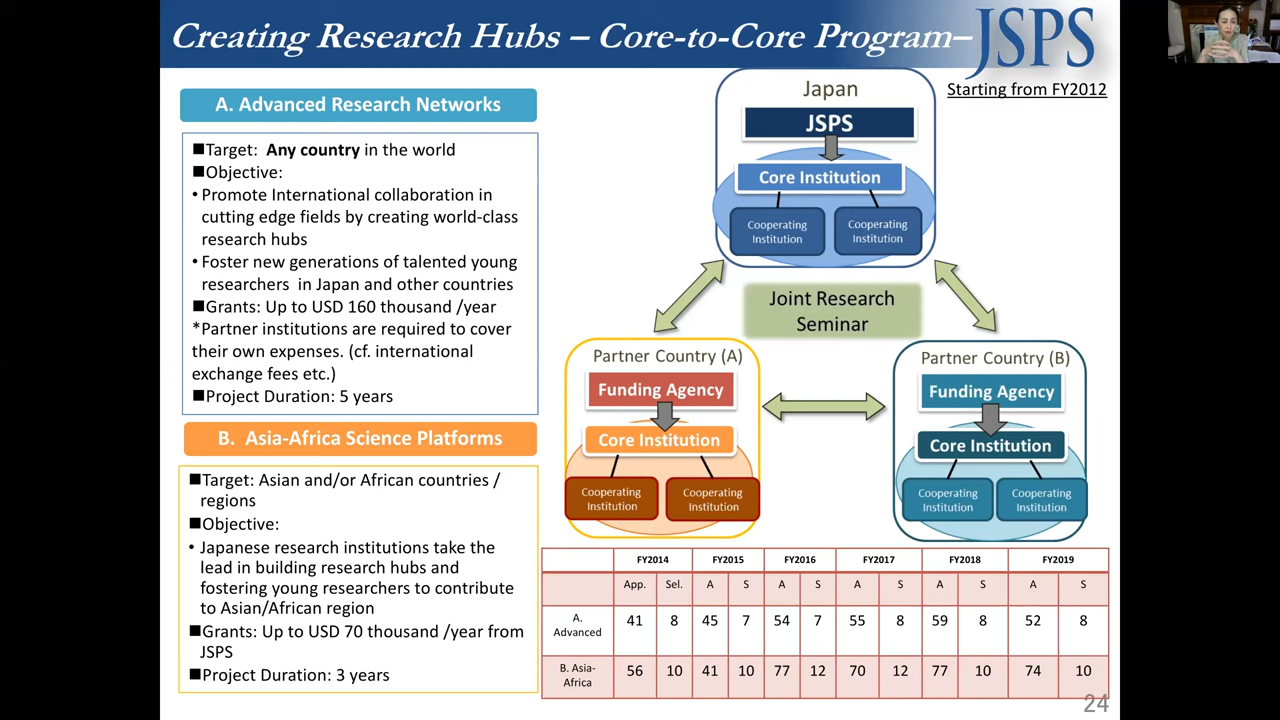 Creating Research Hubs – Core-to-Core Program–
JSPS
Starting from FY2012
A. Advanced Research Networks
■Target: Any country in the world
■Objective:
• Promote International collaboration in
cutting edge fields by creating world-class
research hubs
• Foster new generations of talented young
researchers in Japan and other countries
■Grants: Up to USD 160 thousand /year
*Partner institutions are required to cover
their own expenses. (cf. international
exchange fees etc.)
■Project Duration: 5 years
B. Asia-Africa Science Platforms
■Target: Asian and/or African countries /
regions
■Objective:
• Japanese research institutions take the
lead in building research hubs and
fostering young researchers to contribute
to Asian/African region
■Grants: Up to USD 70 thousand /year from
JSPS
■Project Duration: 3 years
Japan
JSPS
Core Institution
Cooperating
Institution
Cooperating
Institution
Joint Research
Seminar
Partner Country (A)
Funding Agency
Core Institution
Cooperating
Institution
Cooperating
Institution
Partner Country (B)
Funding Agency
Core Institution
Cooperating
Institution
Cooperating
Institution
FY2014 FY2015 FY2016 FY2017 FY2018 FY2019
App. Sel. A S A S A S A S A S
A. Advanced 41 8 45 7 54 7 55 8 59 8 52 8
B. Asia-Africa 56 10 41 10 77 12 70 12 77 10 74 10
24